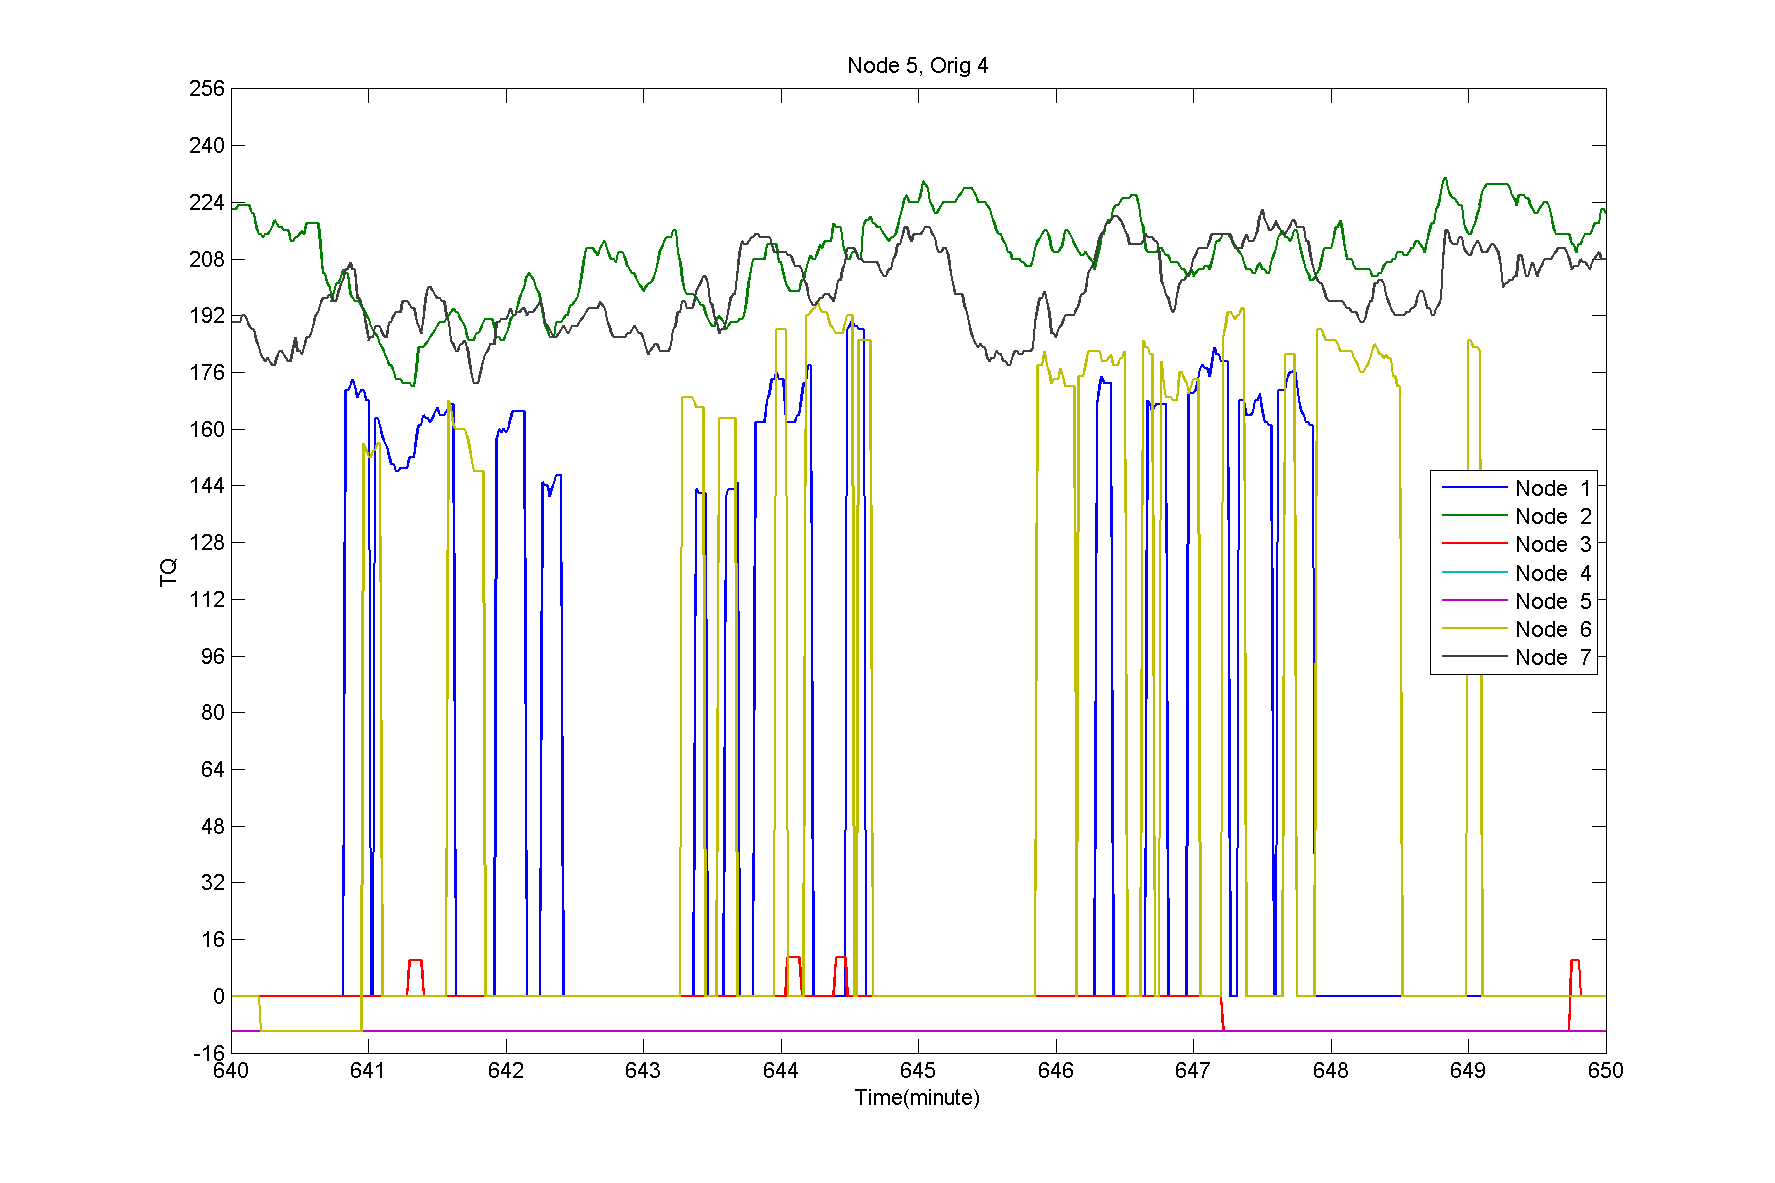 Node 5, Orig 4
256
240
224
208
192
176
160
144
128
112
96
80
64
48
32
16
0
-16
TQ
640 641 642 643 644 645 646 647 648 649 650
Time(minute)
Node 1
Node 2
Node 3
Node 4
Node 5
Node 6
Node 7